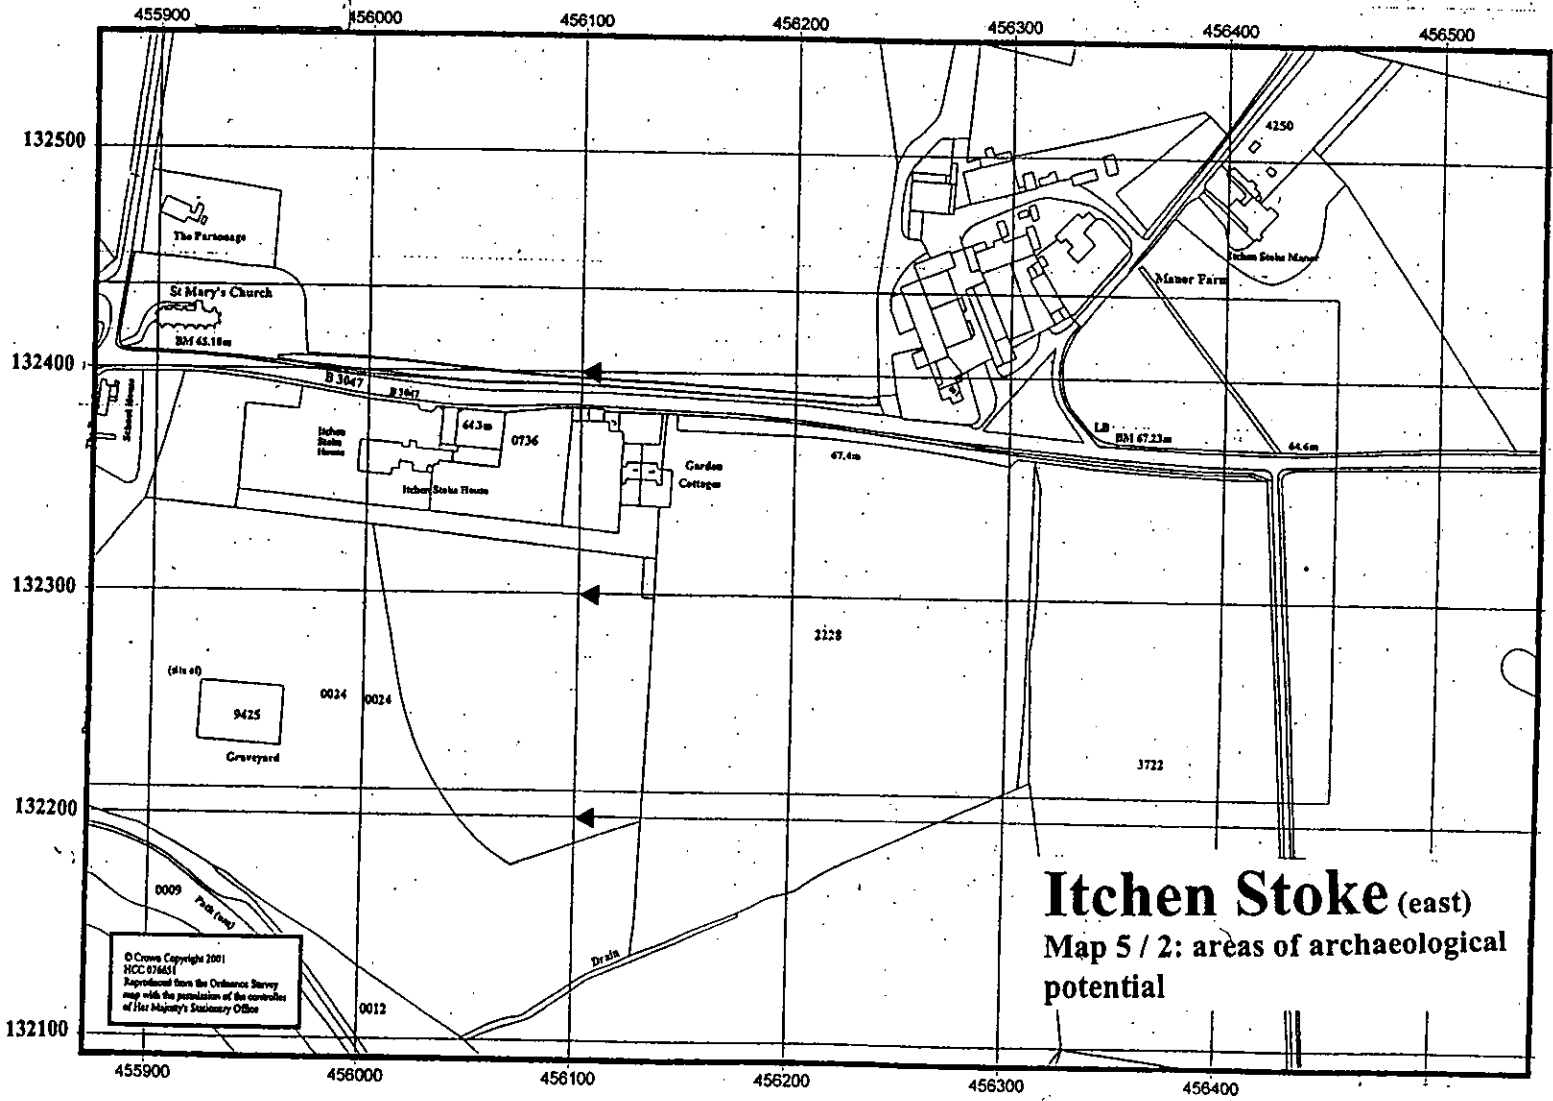 455900
456000
456100
456200
456300
456400
456500
132500
4250
The Parsonage
Itchen Stoke Manor
Manor Farm
St Mary's Church
BM 65.18m
132400
B 3047
B 3047
School House
64.3m
0736
Itchen
Stoke
House
LB
BM 67.23m
64.6m
67.4m
Garden
Cottages
Itchen Stoke House
132300
2228
(site of)
0024
0024
9425
Graveyard
3722
132200
0009
Path (um)
Itchen Stoke (east)
Map 5 / 2: areas of archaeological
potential
Drain
© Crown Copyright 2001
HCC 076651
Reproduced from the Ordnance Survey
map with the permission of the controller
of Her Majesty's Stationery Office
0012
132100
455900
456000
456100
456200
456300
456400